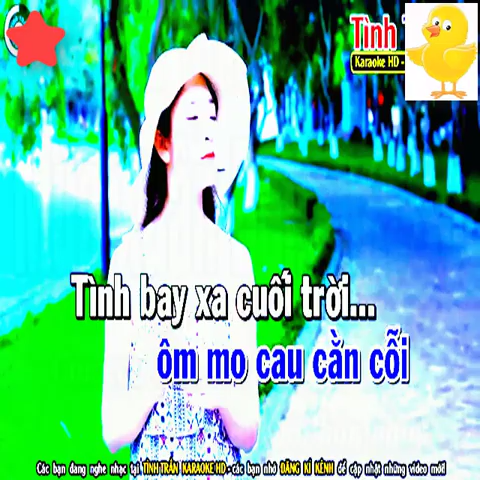 Tình
Karaoke HD -
Tình bay xa cuối trời...
ôm mo cau cằn cỗi
Các bạn đang nghe nhạc tại TÌNH TRẦN KARAOKE HD - các bạn nhớ ĐĂNG KÍ KÊNH để cập nhật những video mới!